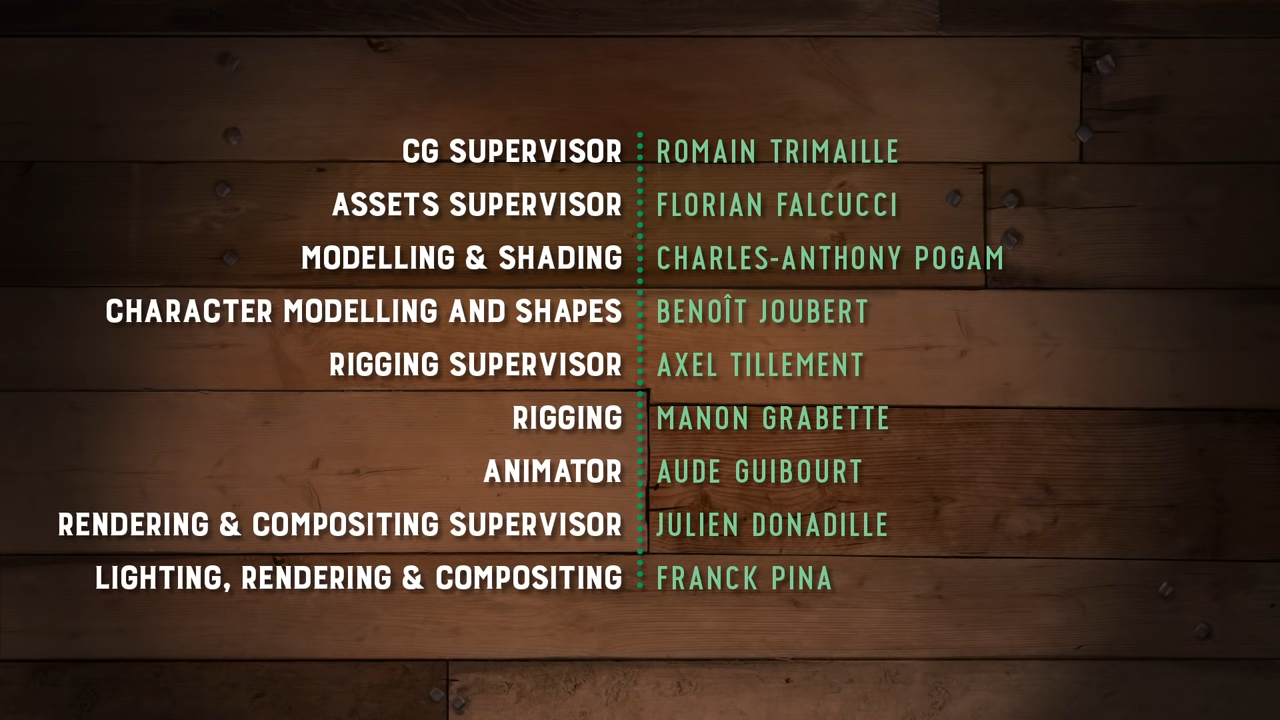 CG SUPERVISOR ROMAIN TRIMAILLE
ASSETS SUPERVISOR FLORIAN FALCUCCI
MODELLING & SHADING CHARLES-ANTHONY POGAM
CHARACTER MODELLING AND SHAPES BENOÎT JOUBERT
RIGGING SUPERVISOR AXEL TILLEMENT
RIGGING MANON GRABETTE
ANIMATOR AUDE GUIBOURT
RENDERING & COMPOSITING SUPERVISOR JULIEN DONADILLE
LIGHTING, RENDERING & COMPOSITING FRANCK PINA